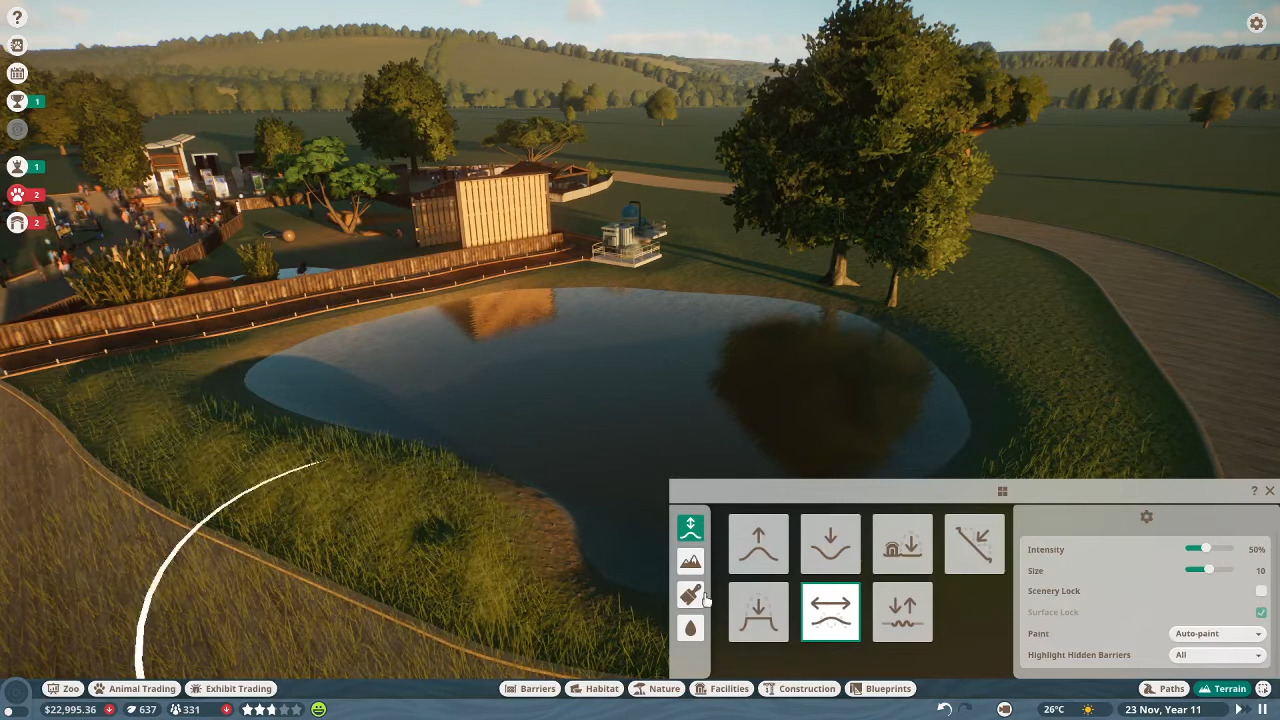 ?
1
1
2
2
? ×
Intensity 50%
Size 10
Scenery Lock
Surface Lock
Paint Auto-paint
Highlight Hidden Barriers All
Zoo Animal Trading Exhibit Trading Barriers Habitat Nature Facilities Construction Blueprints Paths Terrain
$22,995.36 637 331 26°C 23 Nov, Year 11